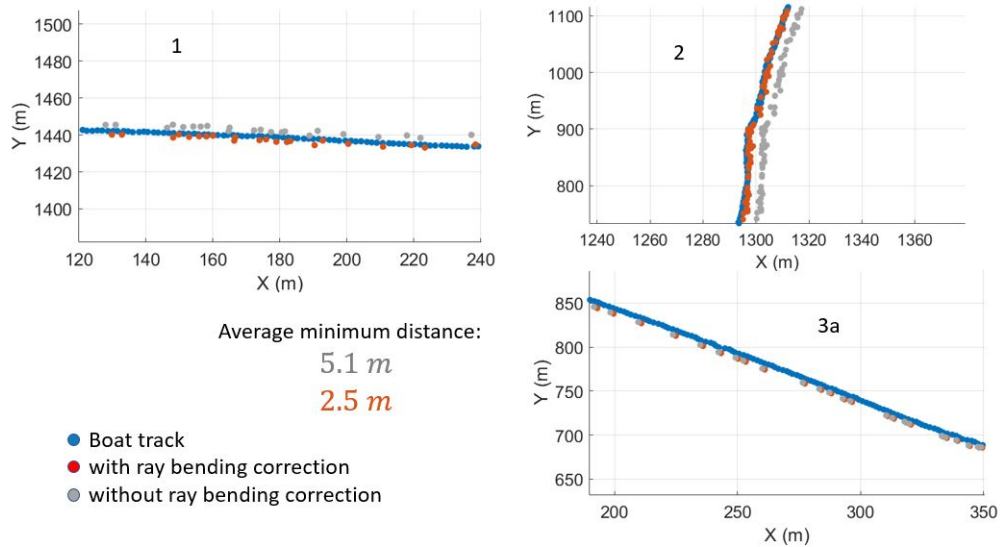 1500
1480
1460
1440
1420
1400
Y (m)
1
120 140 160 180 200 220 240
X (m)
1100
1000
900
800
Y (m)
2
1240 1260 1280 1300 1320 1340 1360
X (m)
Average minimum distance:
5.1 m
2.5 m
Boat track
with ray bending correction
without ray bending correction
850
800
750
700
650
Y (m)
3a
200 250 300 350
X (m)